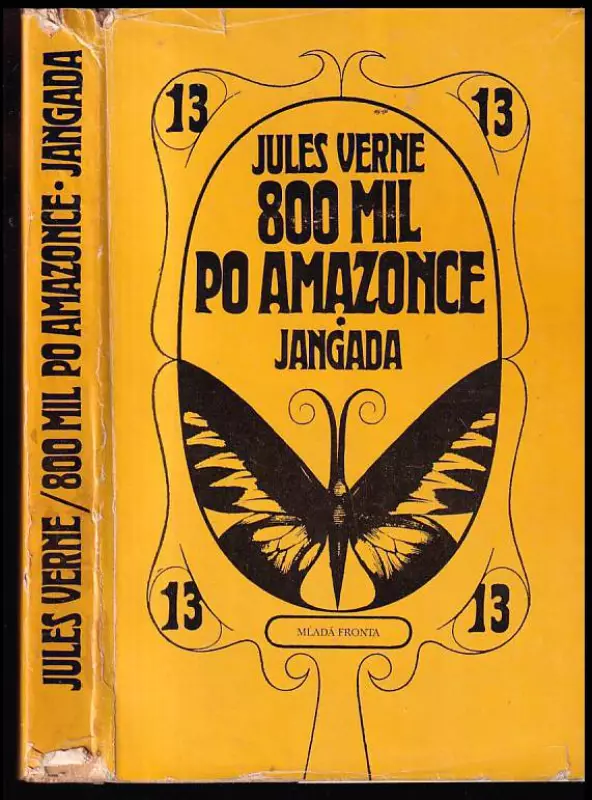 JULES VERNE / 800 MIL PO AMAZONCE · JANGADA
13
13
JULES VERNE
800 MIL
PO AMAZONCE
·
JANGADA
13
13
MLADÁ FRONTA